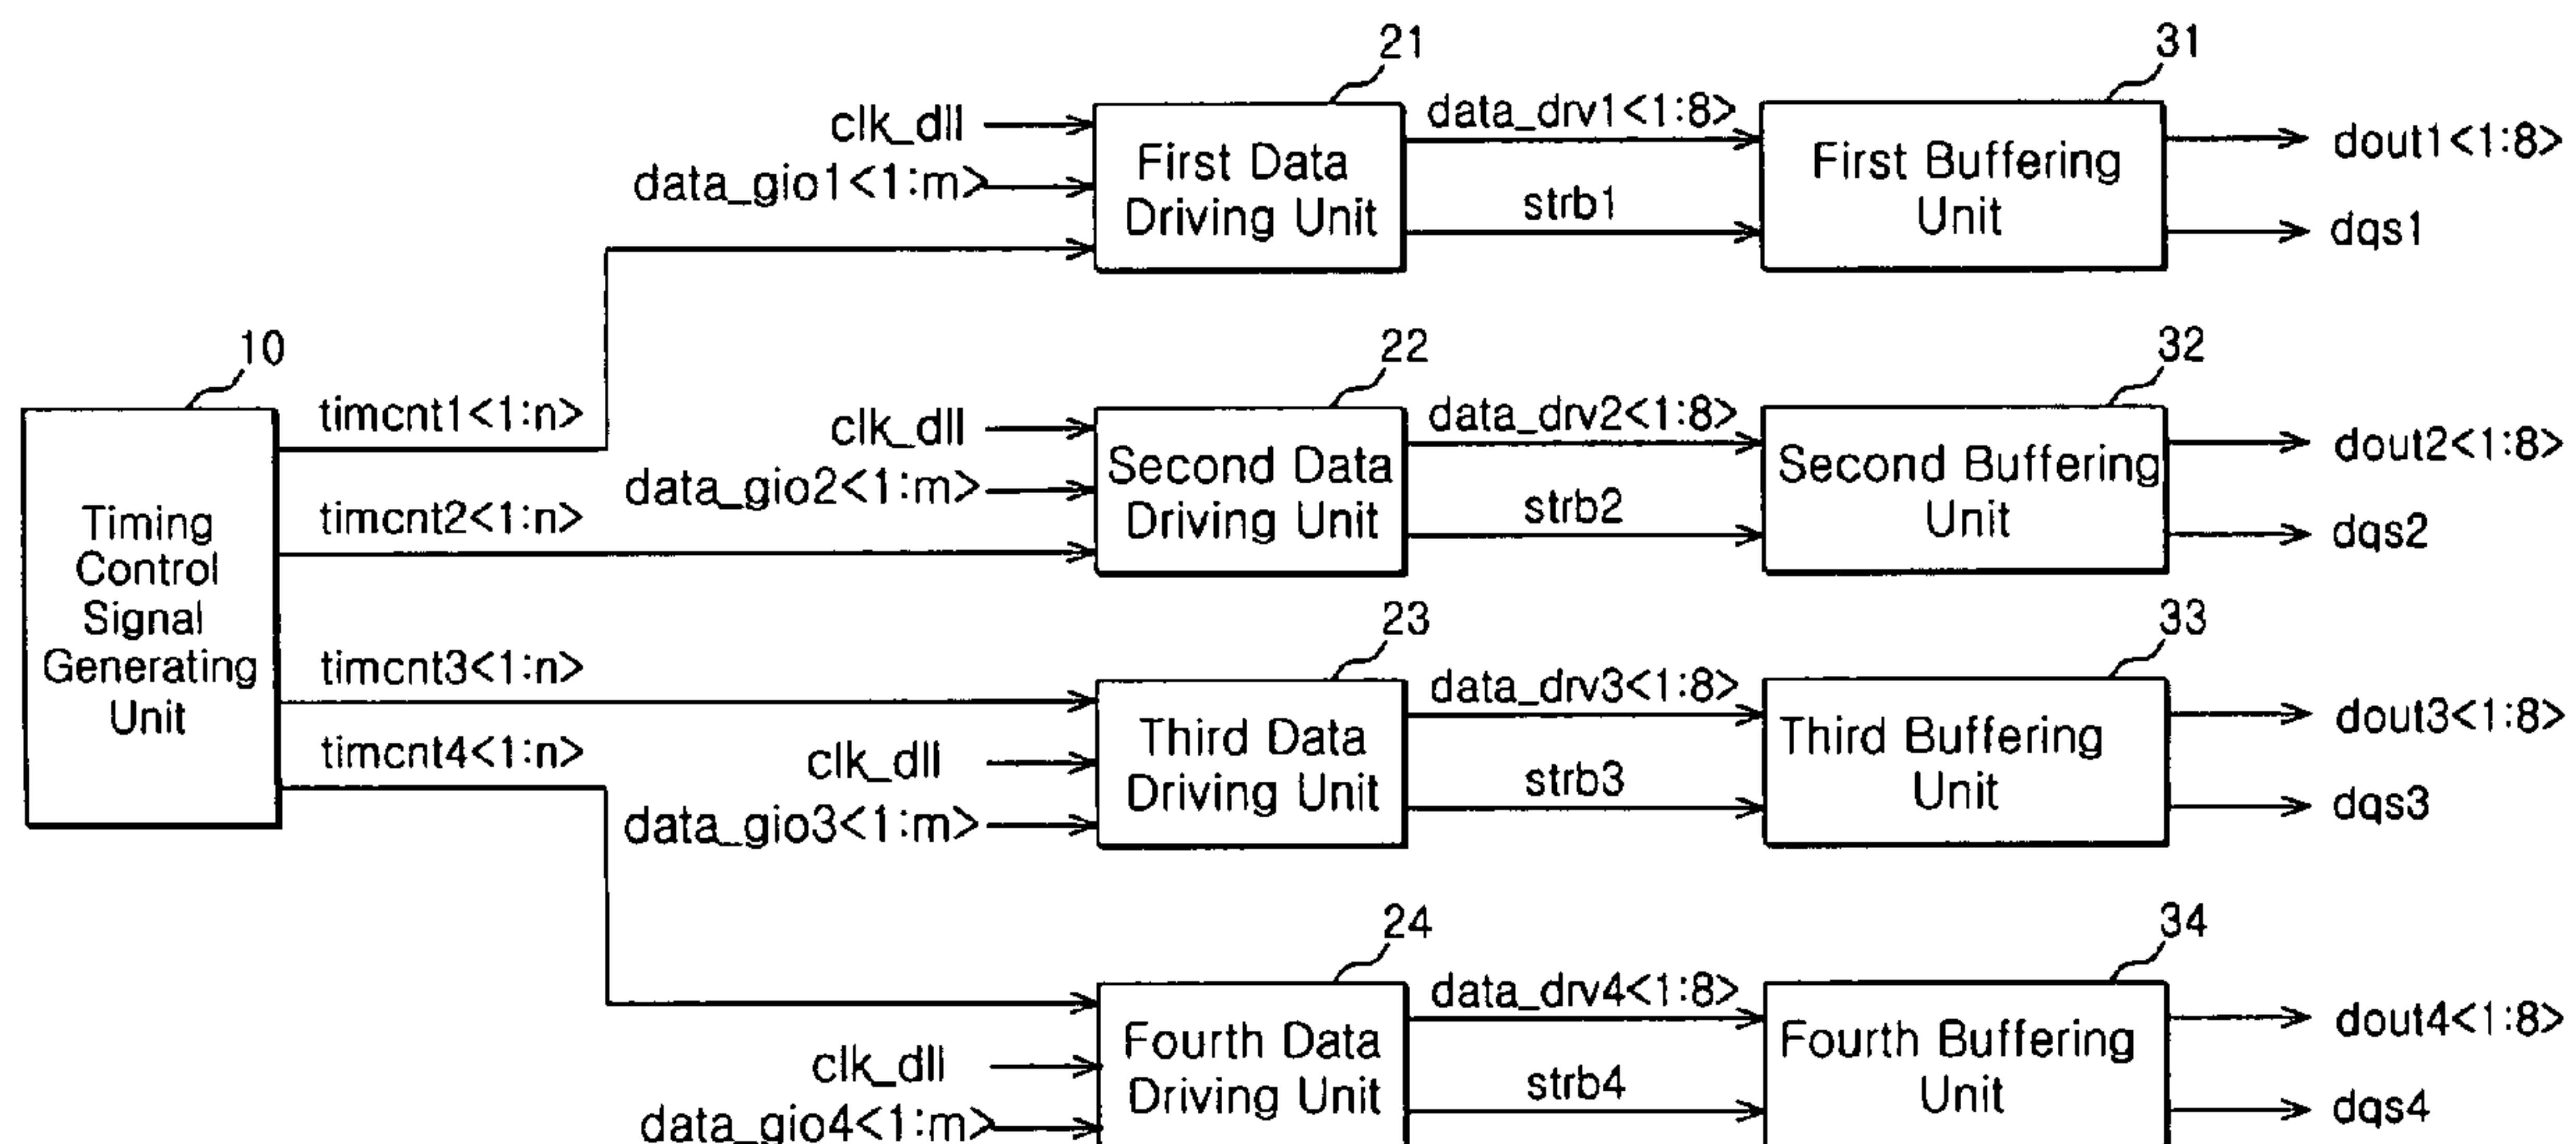 21
31
clk_dll
data_drv1<1:8>
dout1<1:8>
data_gio1<1:m>
First Data
Driving Unit
First Buffering
Unit
strb1
dqs1
10
22
32
timcnt1<1:n>
clk_dll
data_drv2<1:8>
dout2<1:8>
data_gio2<1:m>
Second Data
Driving Unit
Second Buffering
Unit
timcnt2<1:n>
strb2
dqs2
Timing
Control
Signal
Generating
Unit
23
33
timcnt3<1:n>
data_drv3<1:8>
dout3<1:8>
timcnt4<1:n>
clk_dll
Third Data
Driving Unit
Third Buffering
Unit
data_gio3<1:m>
strb3
dqs3
24
34
data_drv4<1:8>
dout4<1:8>
clk_dll
Fourth Data
Driving Unit
Fourth Buffering
Unit
data_gio4<1:m>
strb4
dqs4